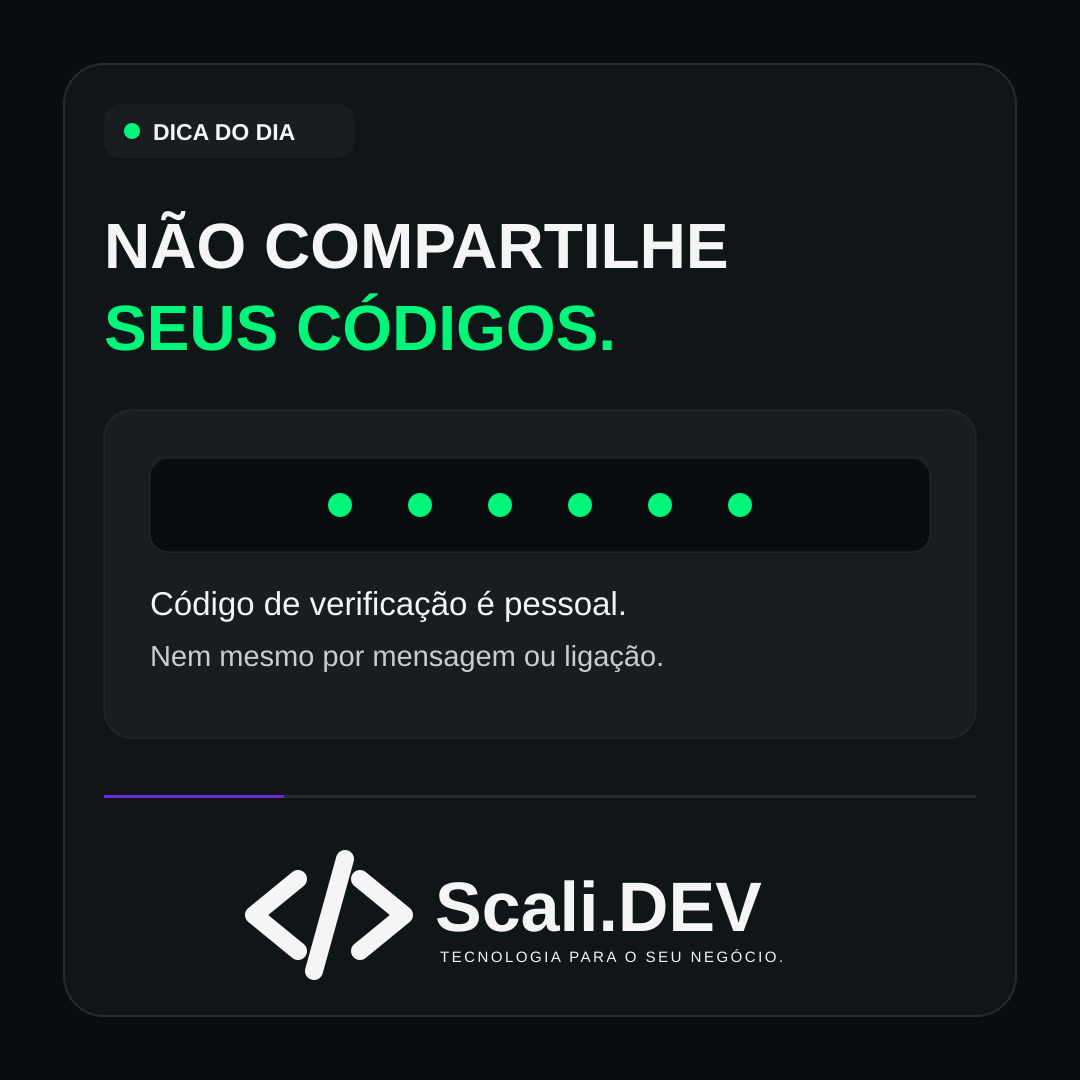 DICA DO DIA
NÃO COMPARTILHE
SEUS CÓDIGOS.
Código de verificação é pessoal.
Nem mesmo por mensagem ou ligação.
Scali.DEV
TECNOLOGIA PARA O SEU NEGÓCIO.